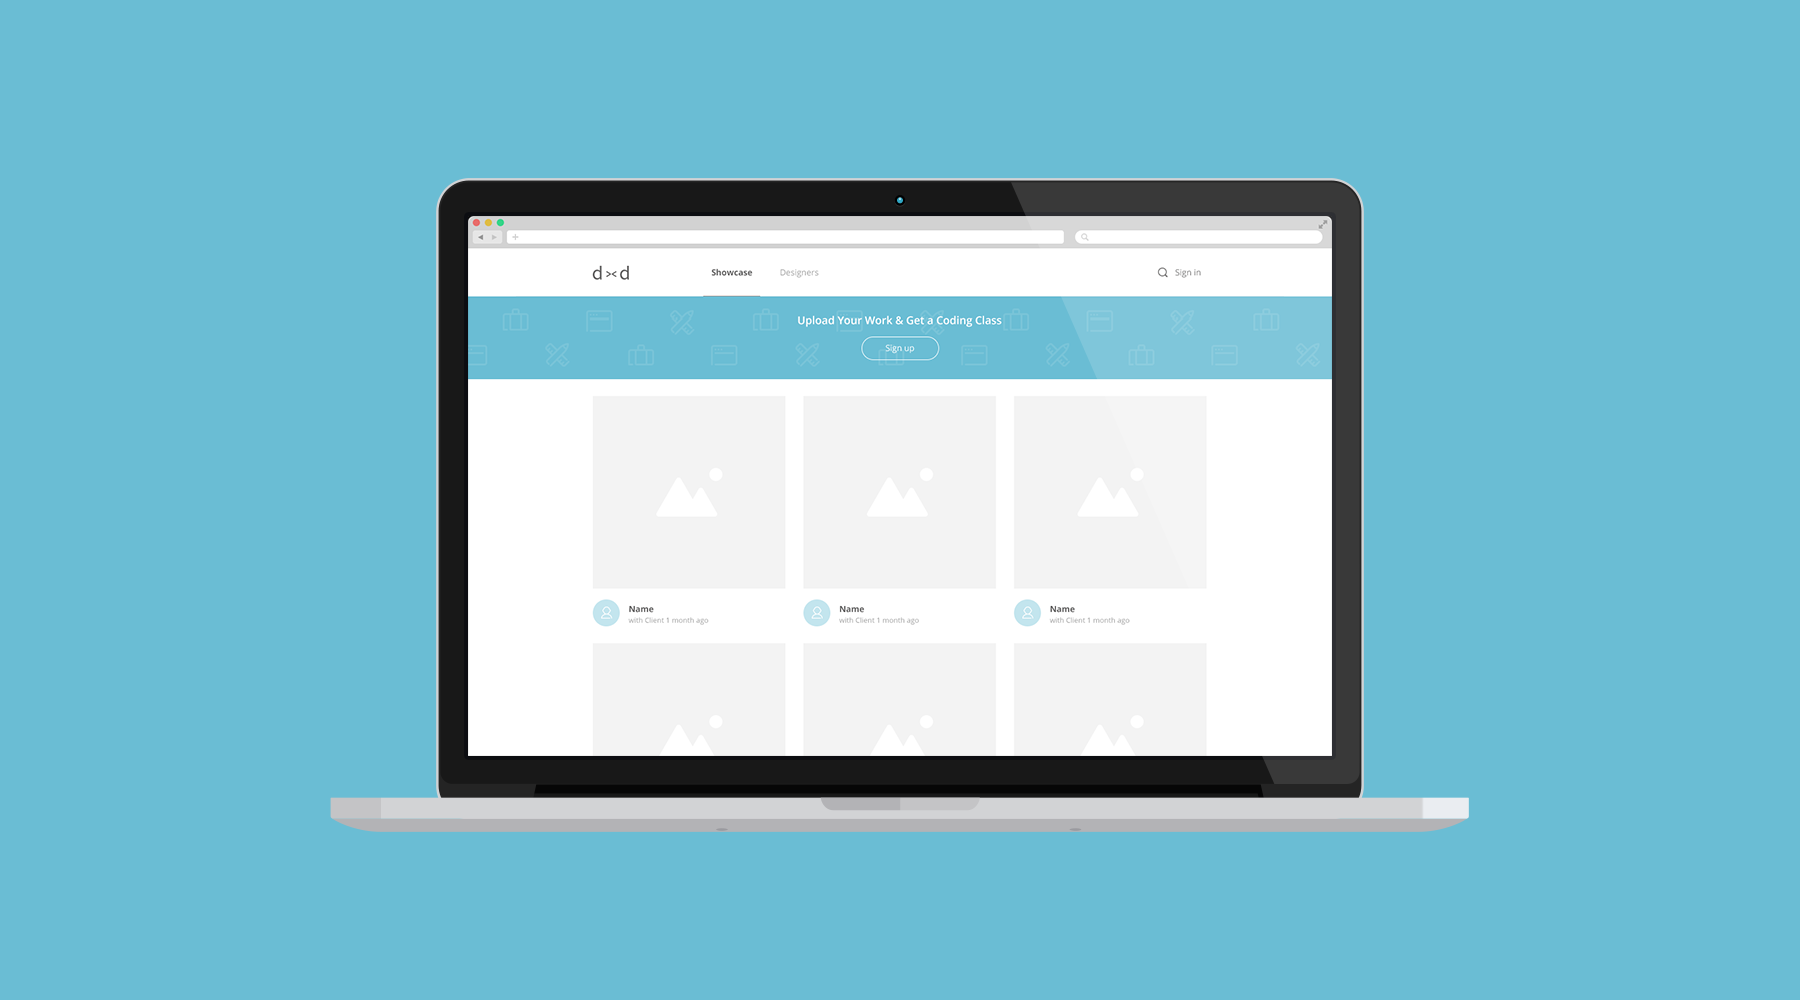 d><d
Showcase
Designers
Sign in
Upload Your Work & Get a Coding Class
Sign up
Name
with Client 1 month ago
Name
with Client 1 month ago
Name
with Client 1 month ago